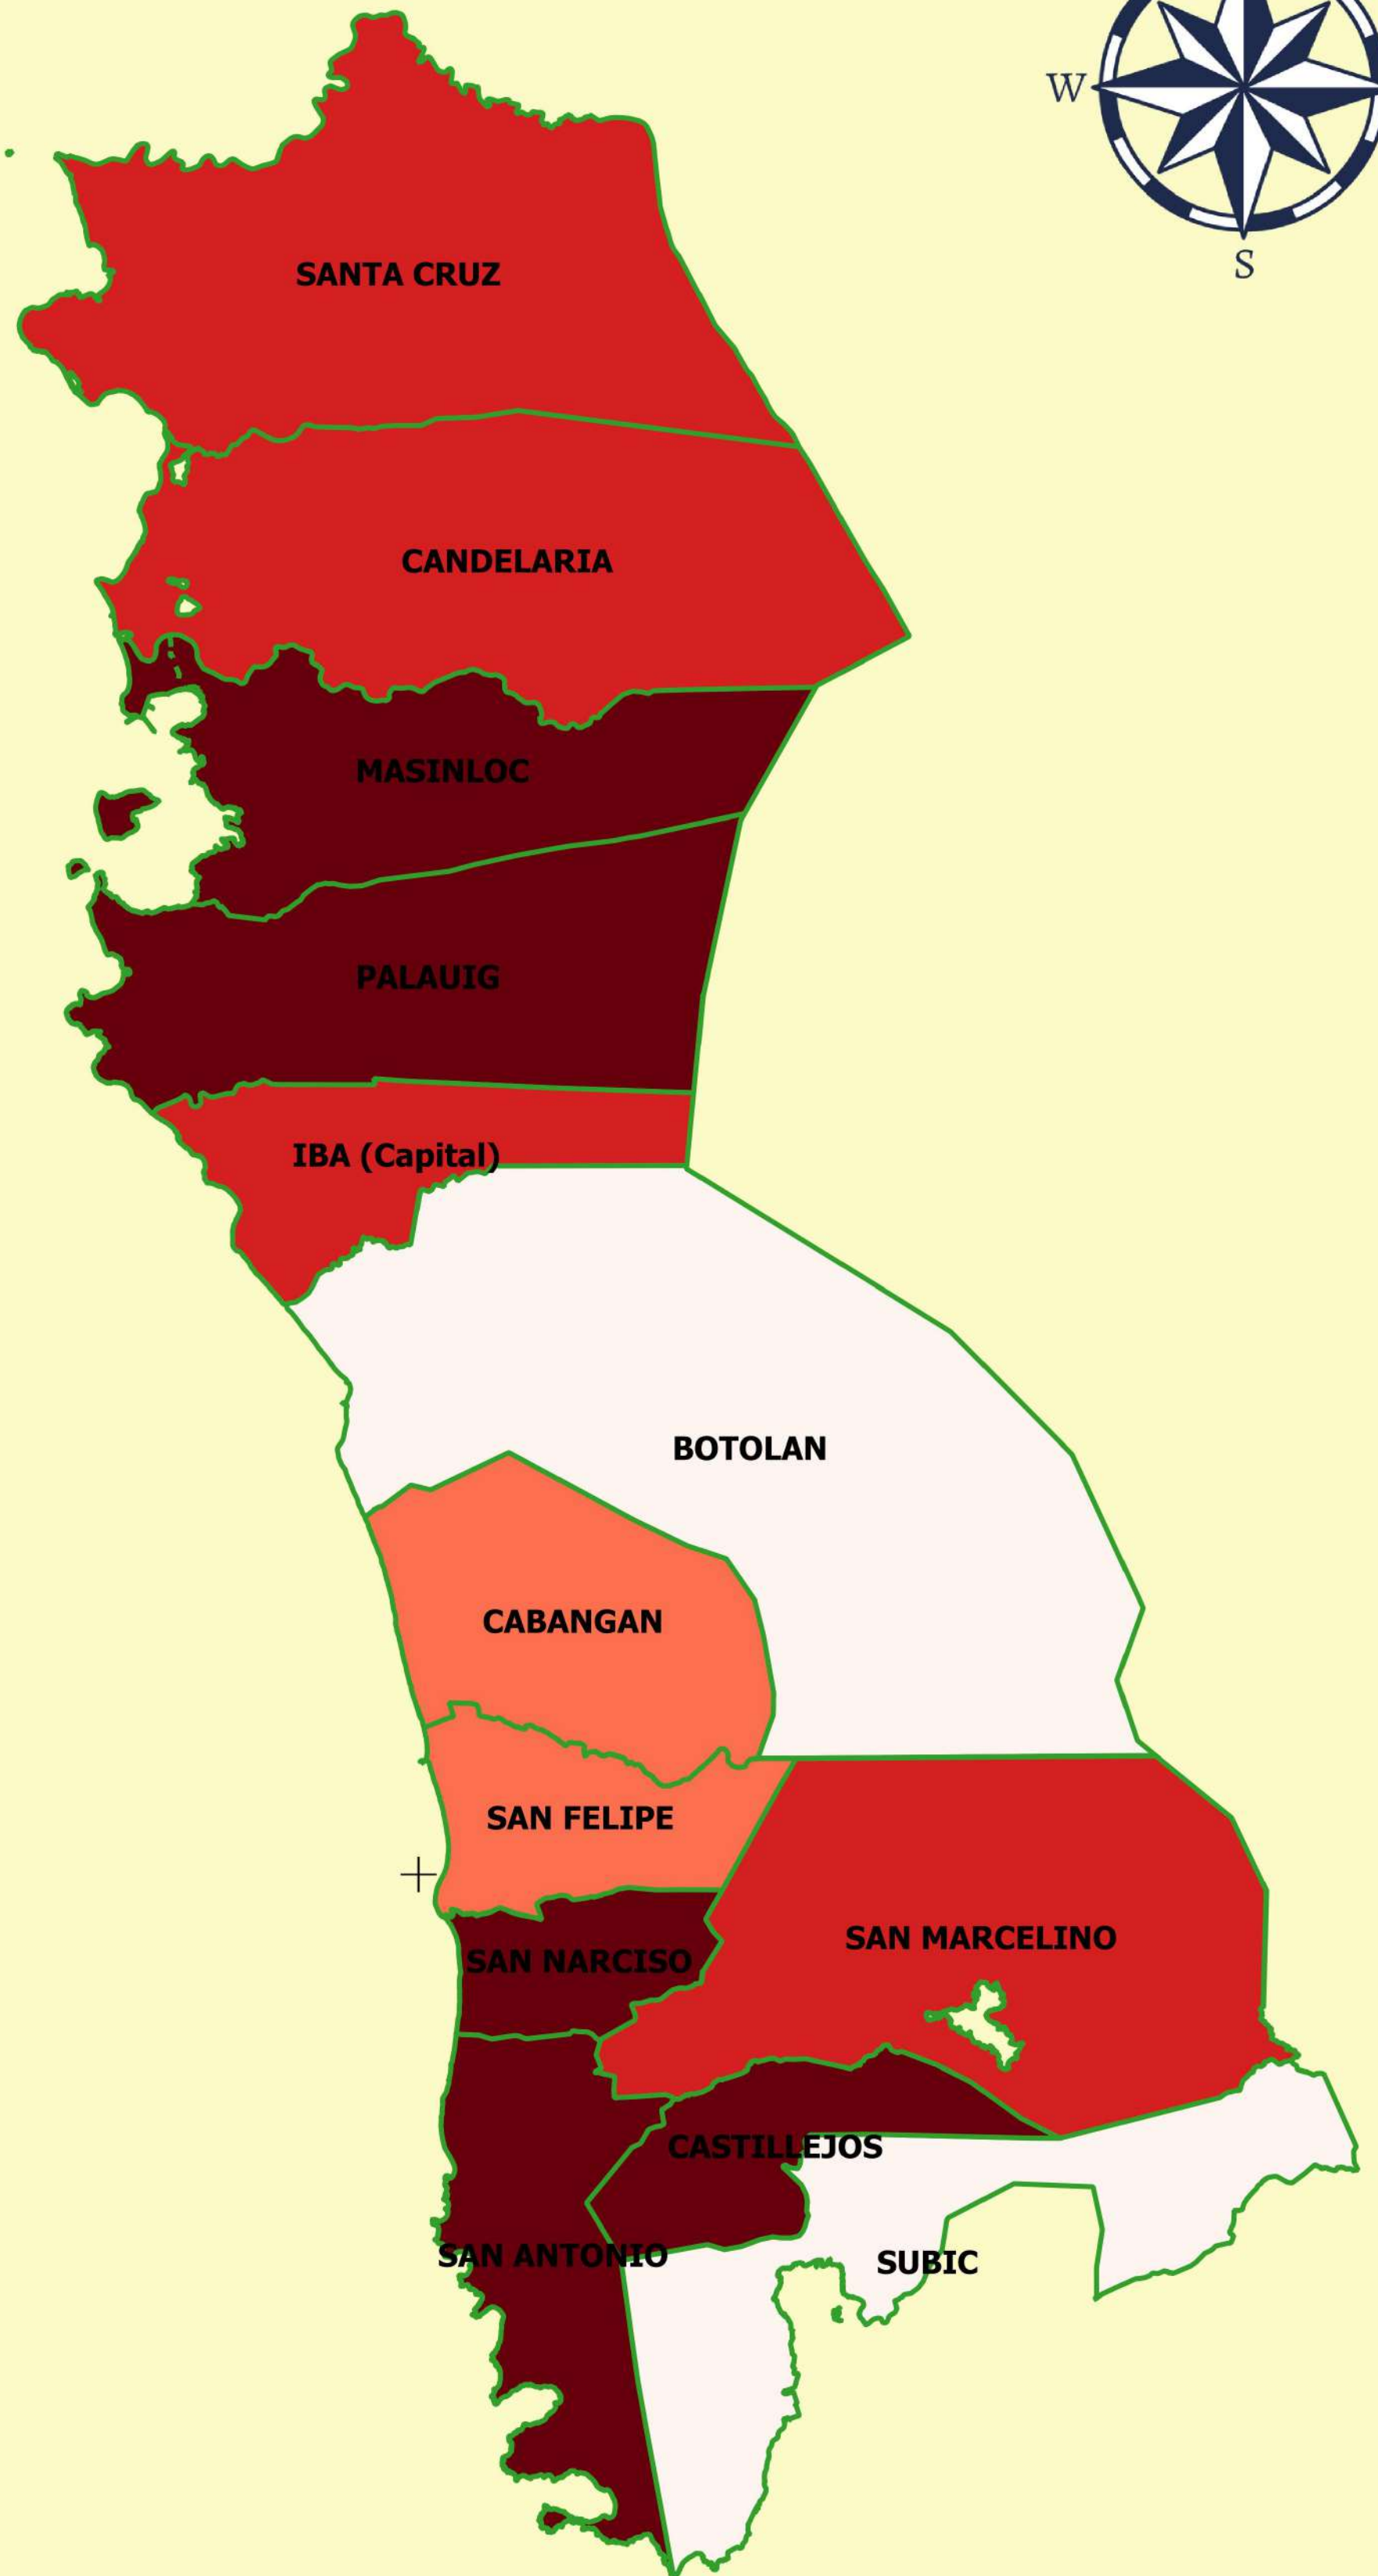 W
S
SANTA CRUZ
CANDELARIA
MASINLOC
PALAUIG
IBA (Capital)
BOTOLAN
CABANGAN
SAN FELIPE
SAN MARCELINO
SAN NARCISO
CASTILLEJOS
SAN ANTONIO
SUBIC